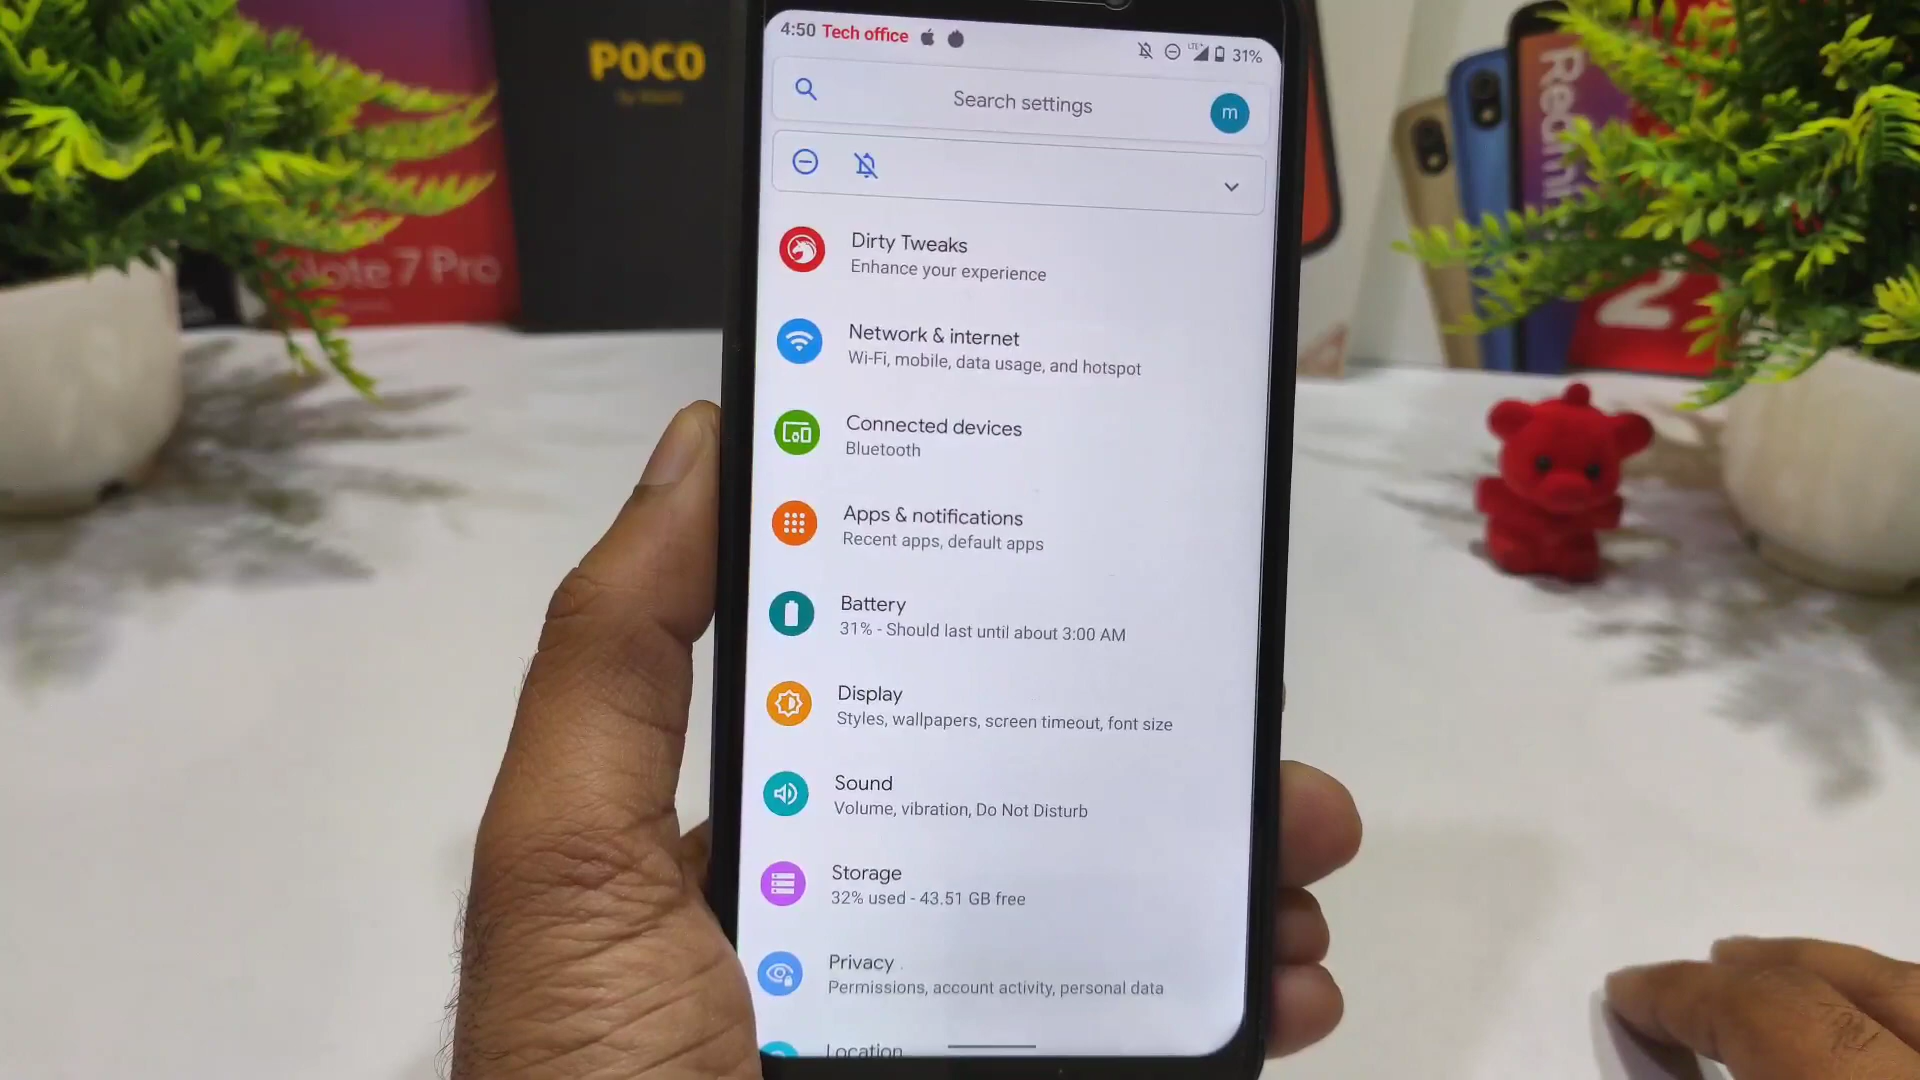 POCO
4:50 Tech office
LTE+
31%
Search settings
m
Dirty Tweaks
Enhance your experience
Network & internet
Wi-Fi, mobile, data usage, and hotspot
Connected devices
Bluetooth
Apps & notifications
Recent apps, default apps
Battery
31% - Should last until about 3:00 AM
Display
Styles, wallpapers, screen timeout, font size
Sound
Volume, vibration, Do Not Disturb
Storage
32% used - 43.51 GB free
Privacy
Permissions, account activity, personal data
Location
Note 7 Pro
Redmi
2